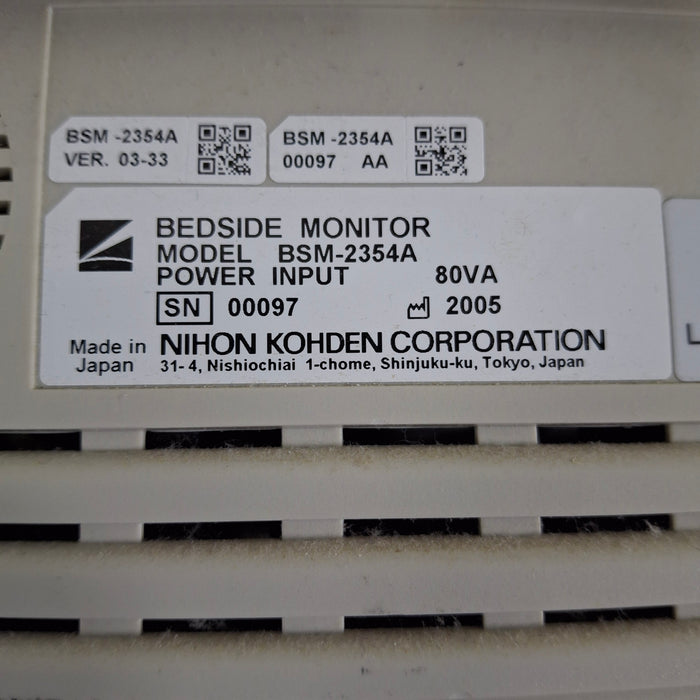 BSM -2354A
VER. 03-33
BSM -2354A
00097 AA
BEDSIDE MONITOR
MODEL BSM-2354A
POWER INPUT 80VA
SN 00097 2005
Made in Japan NIHON KOHDEN CORPORATION
31- 4, Nishiochiai 1-chome, Shinjuku-ku, Tokyo, Japan
L